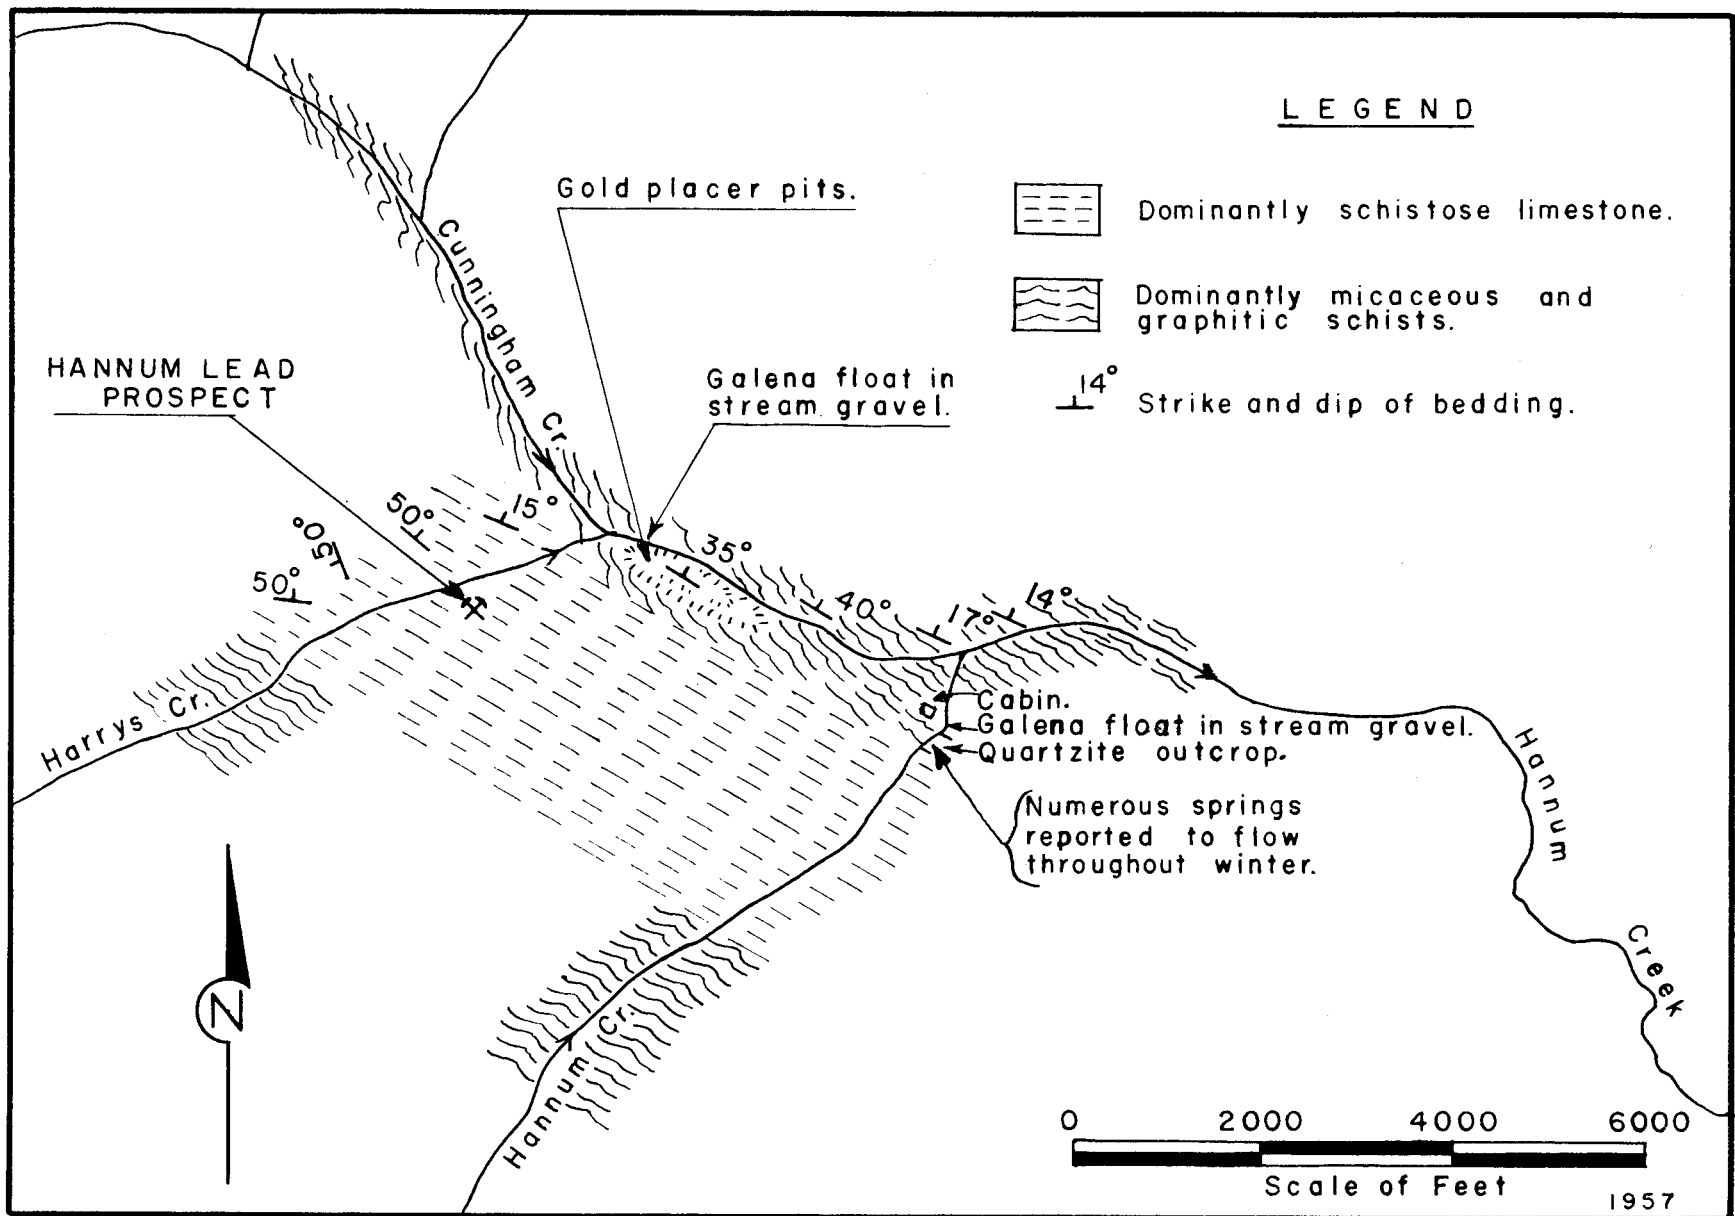 LEGEND
Dominantly schistose limestone.
Dominantly micaceous and
graphitic schists.
14°
Strike and dip of bedding.
Gold placer pits.
Cunningham Cr.
HANNUM LEAD
PROSPECT
Galena float in
stream gravel.
50°
50°
50°
15°
35°
40°
17°
14°
Harrys Cr.
Cabin.
Galena float in stream gravel.
Quartzite outcrop.
Numerous springs
reported to flow
throughout winter.
Hannum Cr.
Hannum
Creek
N
0 2000 4000 6000
Scale of Feet
1957